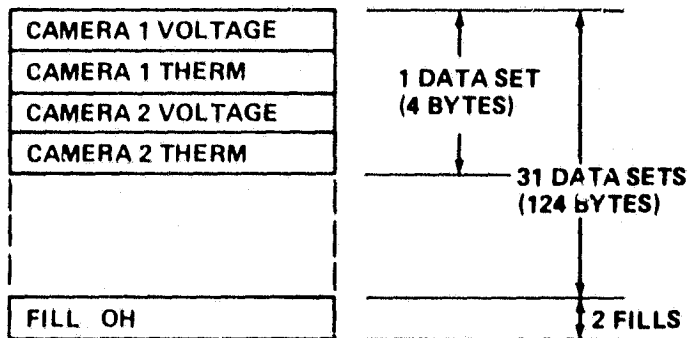 CAMERA 1 VOLTAGE
CAMERA 1 THERM
CAMERA 2 VOLTAGE
CAMERA 2 THERM
1 DATA SET
(4 BYTES)
31 DATA SETS
(124 BYTES)
FILL OH
2 FILLS